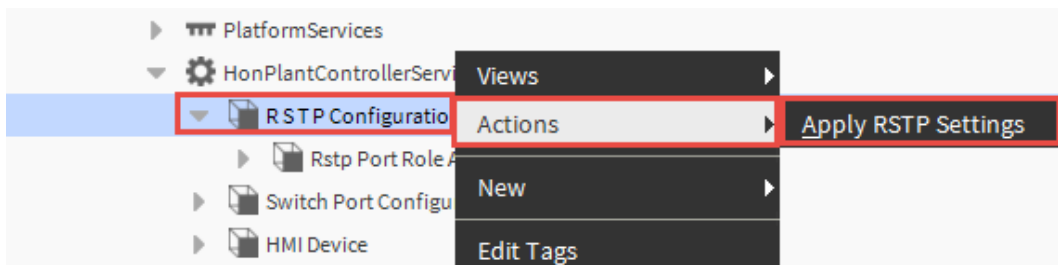 PlatformServices
HonPlantControllerServi
Views
R S T P Configuratio
Actions
Apply RSTP Settings
Rstp Port Role A
New
Switch Port Configu
HMI Device
Edit Tags